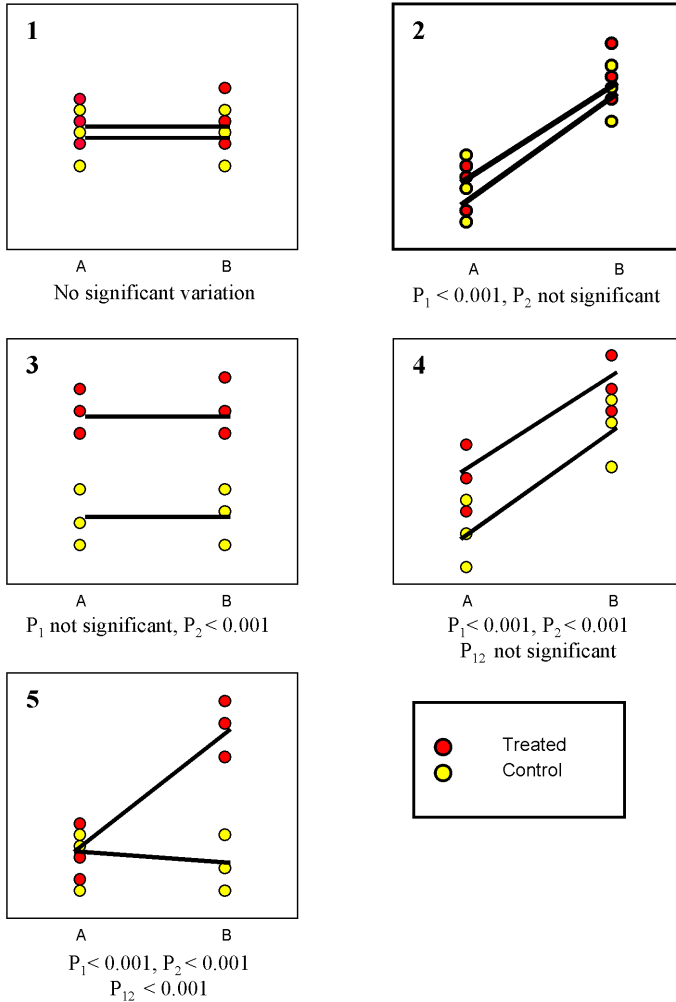 1
A B
No significant variation
2
A B
P₁ < 0.001, P₂ not significant
3
A B
P₁ not significant, P₂ < 0.001
4
A B
P₁< 0.001, P₂ < 0.001
P₁₂ not significant
5
A B
P₁< 0.001, P₂ < 0.001
P₁₂ < 0.001
Treated
Control